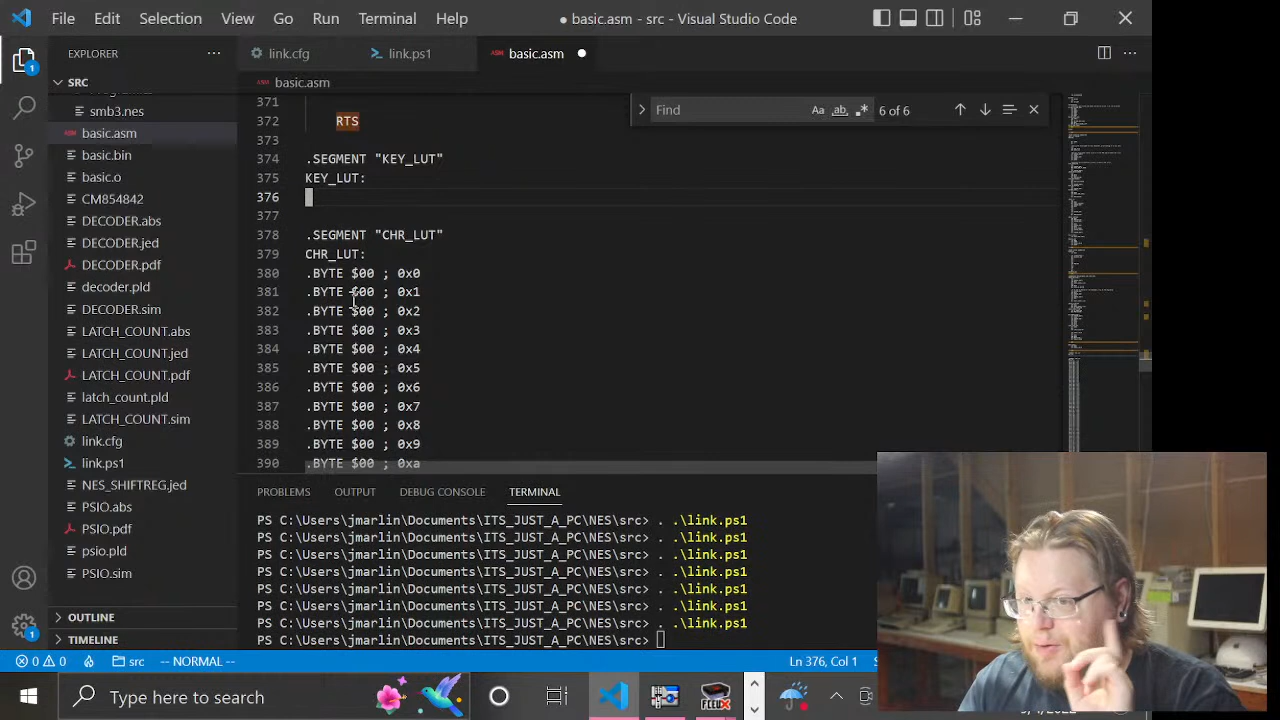 File Edit Selection View Go Run Terminal Help
basic.asm - src - Visual Studio Code
EXPLORER
link.cfg
link.ps1
ASM basic.asm
SRC
ASM basic.asm
smb3.nes
ASM basic.asm
basic.bin
basic.o
CM85C842
DECODER.abs
DECODER.jed
DECODER.pdf
decoder.pld
DECODER.sim
LATCH_COUNT.abs
LATCH_COUNT.jed
LATCH_COUNT.pdf
latch_count.pld
LATCH_COUNT.sim
link.cfg
link.ps1
NES_SHIFTREG.jed
PSIO.abs
PSIO.pdf
psio.pld
PSIO.sim
OUTLINE
TIMELINE
Find Aa ab 6 of 6
371
372 RTS
373
374 .SEGMENT "KEY_LUT"
375 KEY_LUT:
376
377
378 .SEGMENT "CHR_LUT"
379 CHR_LUT:
380 .BYTE $00 ; 0x0
381 .BYTE $00 ; 0x1
382 .BYTE $00 ; 0x2
383 .BYTE $00 ; 0x3
384 .BYTE $00 ; 0x4
385 .BYTE $00 ; 0x5
386 .BYTE $00 ; 0x6
387 .BYTE $00 ; 0x7
388 .BYTE $00 ; 0x8
389 .BYTE $00 ; 0x9
390 .BYTE $00 ; 0xa
PROBLEMS OUTPUT DEBUG CONSOLE TERMINAL
PS C:\Users\jmarlin\Documents\ITS_JUST_A_PC\NES\src> . .\link.ps1
PS C:\Users\jmarlin\Documents\ITS_JUST_A_PC\NES\src> . .\link.ps1
PS C:\Users\jmarlin\Documents\ITS_JUST_A_PC\NES\src> . .\link.ps1
PS C:\Users\jmarlin\Documents\ITS_JUST_A_PC\NES\src> . .\link.ps1
PS C:\Users\jmarlin\Documents\ITS_JUST_A_PC\NES\src> . .\link.ps1
PS C:\Users\jmarlin\Documents\ITS_JUST_A_PC\NES\src> . .\link.ps1
PS C:\Users\jmarlin\Documents\ITS_JUST_A_PC\NES\src> . .\link.ps1
PS C:\Users\jmarlin\Documents\ITS_JUST_A_PC\NES\src>
0 0 src -- NORMAL -- Ln 376, Col 1
Type here to search